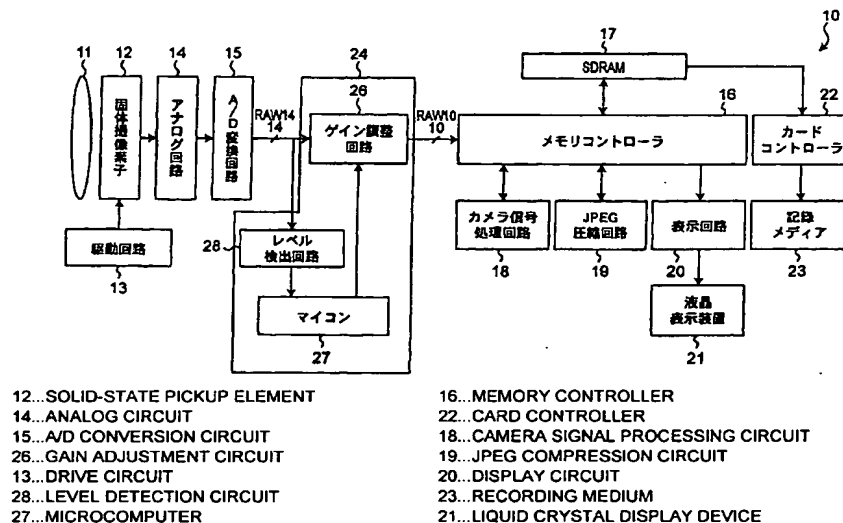 10
11
12
14
15
24
17
固体撮像素子
アナログ回路
A/D変換回路
26
RAW14
14
ゲイン調整
回路
RAW10
10
SDRAM
16
22
メモリコントローラ
カード
コントローラ
駆動回路
13
28
レベル
検出回路
マイコン
27
カメラ信号
処理回路
18
JPEG
圧縮回路
19
表示回路
20
記録
メディア
23
液晶
表示装置
21
12...SOLID-STATE PICKUP ELEMENT
14...ANALOG CIRCUIT
15...A/D CONVERSION CIRCUIT
26...GAIN ADJUSTMENT CIRCUIT
13...DRIVE CIRCUIT
28...LEVEL DETECTION CIRCUIT
27...MICROCOMPUTER
16...MEMORY CONTROLLER
22...CARD CONTROLLER
18...CAMERA SIGNAL PROCESSING CIRCUIT
19...JPEG COMPRESSION CIRCUIT
20...DISPLAY CIRCUIT
23...RECORDING MEDIUM
21...LIQUID CRYSTAL DISPLAY DEVICE